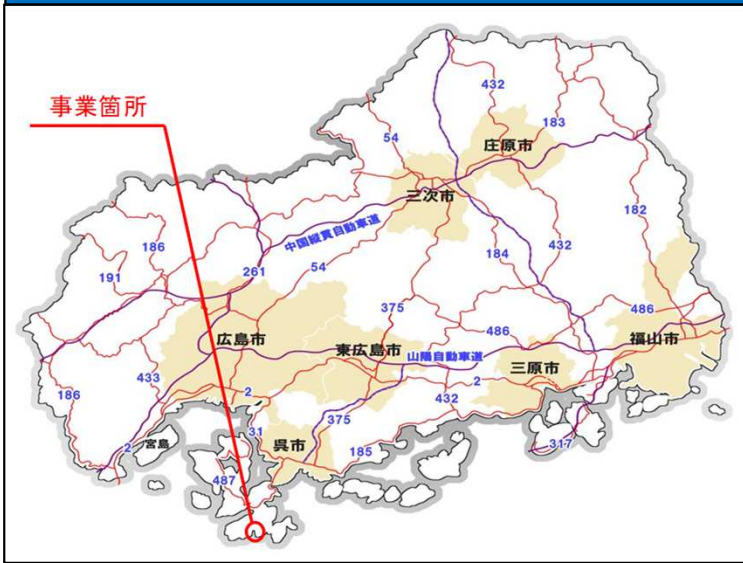 事業箇所
432
54
183
庄原市
三次市
182
中国縦貫自動車道
186
191
261
54
184
432
375
486
486
広島市
東広島市
山陽自動車道
三原市
福山市
186
433
2
2
432
375
31
呉市
185
2
宮島
317
487